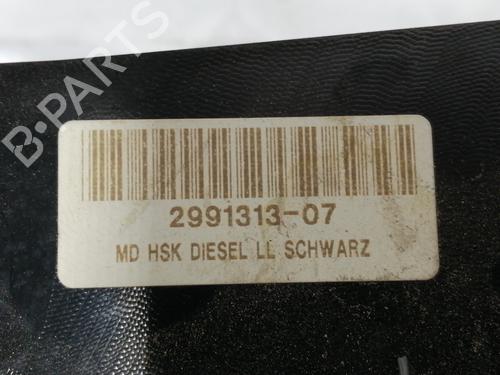 B-PARTS
2991313-07
MD HSK DIESEL LL SCHWARZ